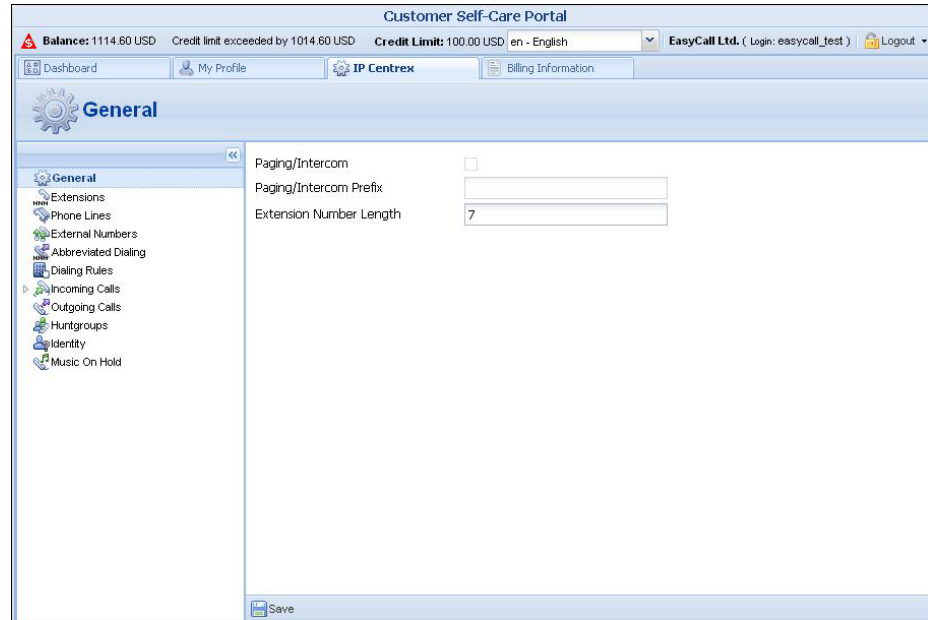 Customer Self-Care Portal
Balance: 1114.60 USD Credit limit exceeded by 1014.60 USD Credit Limit: 100.00 USD en - English EasyCall Ltd. ( Login: easycall_test ) Logout
Dashboard My Profile IP Centrex Billing Information
General
General
Extensions
Phone Lines
External Numbers
Abbreviated Dialing
Dialing Rules
Incoming Calls
Outgoing Calls
Huntgroups
Identity
Music On Hold
Paging/Intercom
Paging/Intercom Prefix
Extension Number Length 7
Save